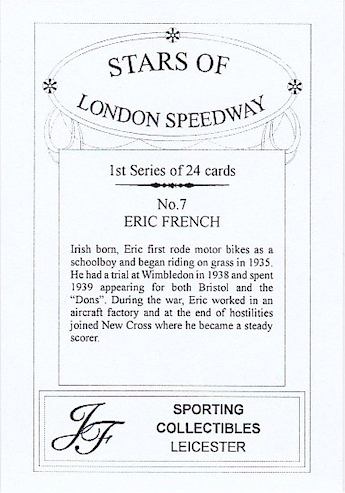 STARS OF
LONDON SPEEDWAY
1st Series of 24 cards
No.7
ERIC FRENCH
Irish born, Eric first rode motor bikes as a
schoolboy and began riding on grass in 1935.
He had a trial at Wimbledon in 1938 and spent
1939 appearing for both Bristol and the
“Dons”. During the war, Eric worked in an
aircraft factory and at the end of hostilities
joined New Cross where he became a steady
scorer.
JF
SPORTING
COLLECTIBLES
LEICESTER